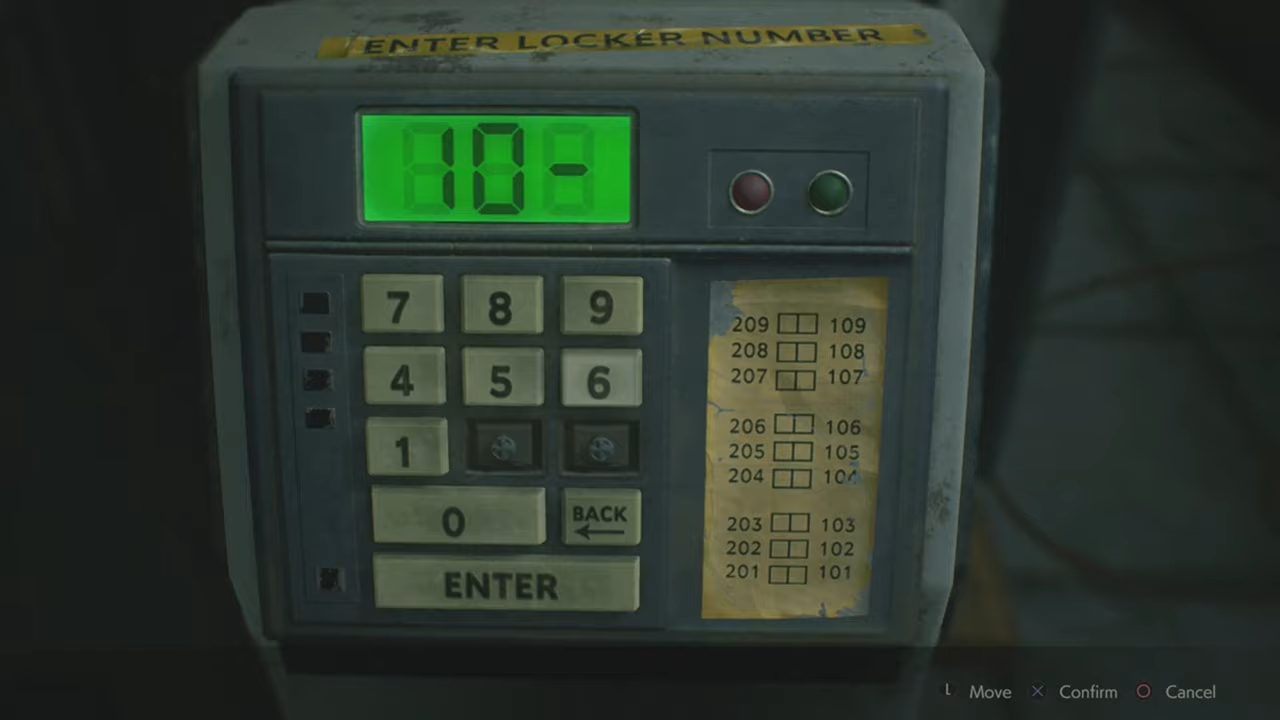 ENTER LOCKER NUMBER
10-
7 8 9
4 5 6
1
0 BACK
ENTER
209 109
208 108
207 107
206 106
205 105
204 104
203 103
202 102
201 101
L Move Confirm Cancel